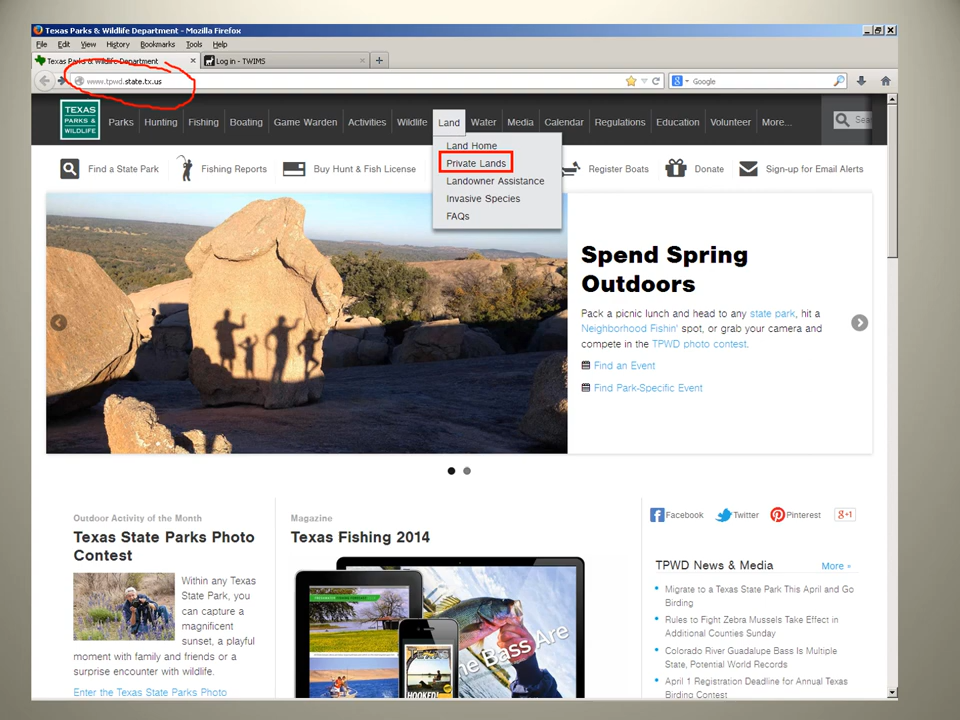 Texas Parks & Wildlife Department - Mozilla Firefox
File Edit View History Bookmarks Tools Help
Texas Parks & Wildlife Department × Log in - TWIMS × +
www.tpwd.state.tx.us Google
TEXAS
PARKS &
WILDLIFE
Parks Hunting Fishing Boating Game Warden Activities Wildlife Land Water Media Calendar Regulations Education Volunteer More...
Land Home
Private Lands
Landowner Assistance
Invasive Species
FAQs
Find a State Park Fishing Reports Buy Hunt & Fish License Register Boats Donate Sign-up for Email Alerts
Spend Spring
Outdoors
Pack a picnic lunch and head to any state park, hit a
Neighborhood Fishin' spot, or grab your camera and
compete in the TPWD photo contest.
Find an Event
Find Park-Specific Event
Outdoor Activity of the Month
Texas State Parks Photo
Contest
Within any Texas
State Park, you
can capture a
magnificent
sunset, a playful
moment with family and friends or a
surprise encounter with wildlife.
Enter the Texas State Parks Photo
Magazine
Texas Fishing 2014
he Bass Are
HOOKED!
Facebook Twitter Pinterest g+1
TPWD News & Media More »
Migrate to a Texas State Park This April and Go
Birding
Rules to Fight Zebra Mussels Take Effect in
Additional Counties Sunday
Colorado River Guadalupe Bass Is Multiple
State, Potential World Records
April 1 Registration Deadline for Annual Texas
Birding Contest